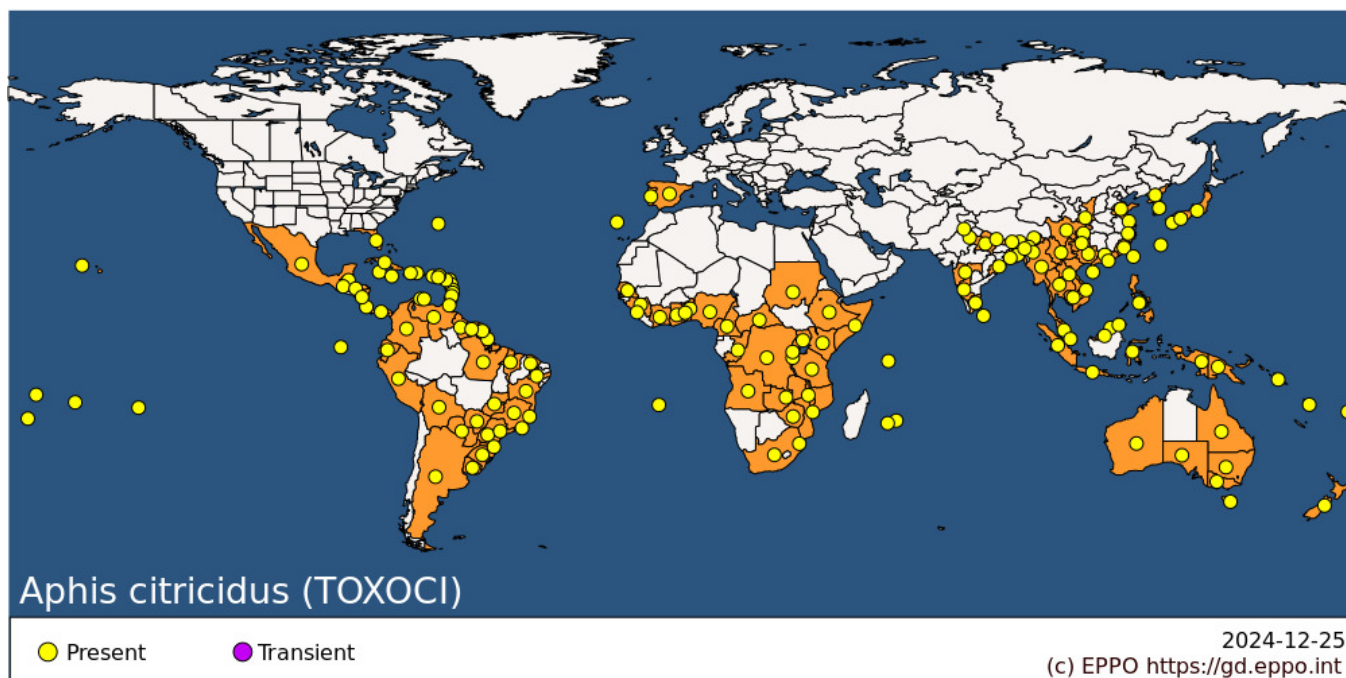 Aphis citricidus (TOXOCI)
Present
Transient
2024-12-25
(c) EPPO https://gd.eppo.int